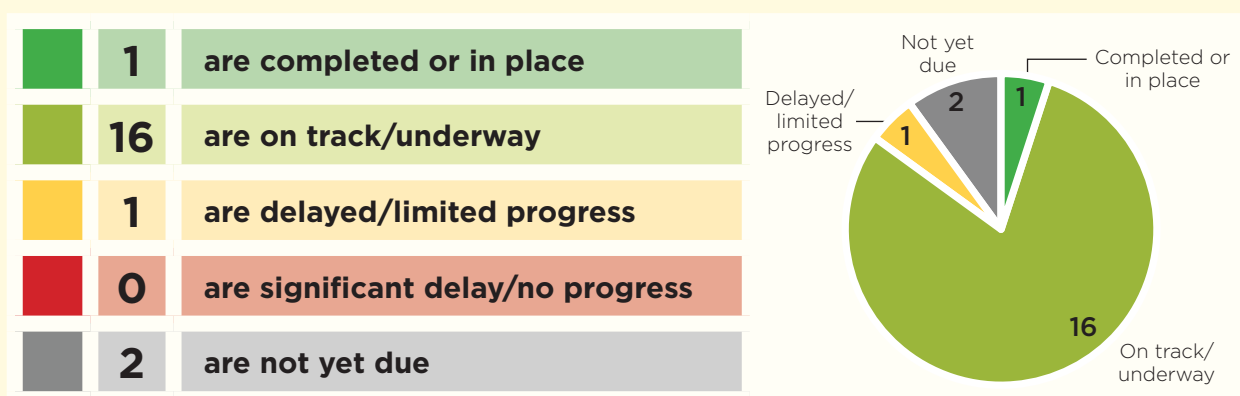 1 are completed or in place
16 are on track/underway
1 are delayed/limited progress
0 are significant delay/no progress
2 are not yet due
Not yet
due
2
1
Completed or
in place
Delayed/
limited
progress
1
16
On track/
underway